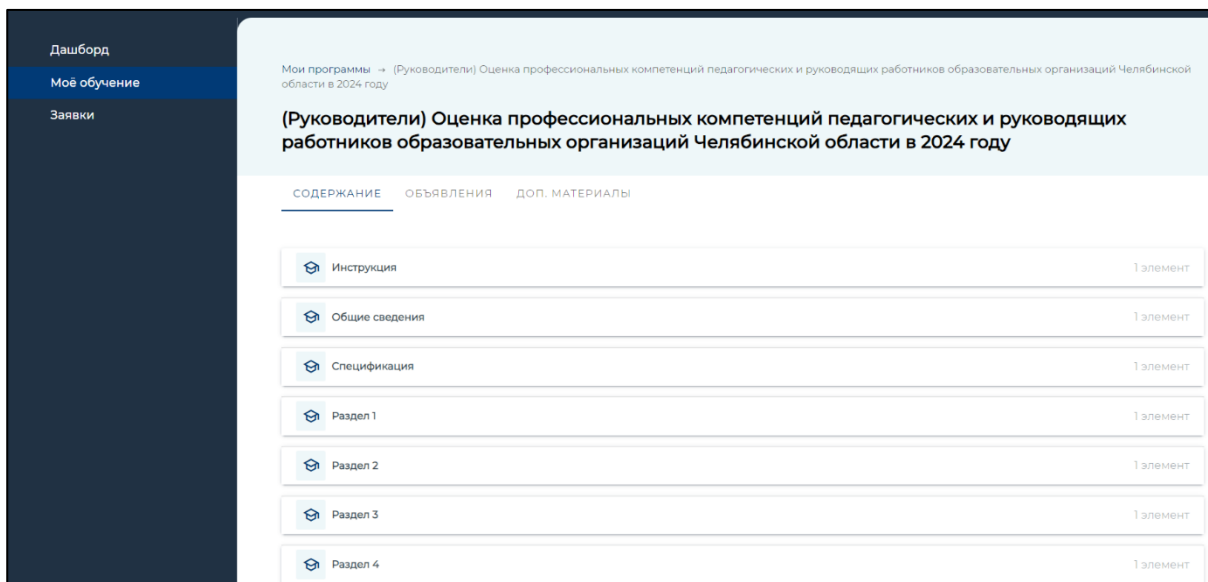 Дашборд
Моё обучение
Заявки
Мои программы → (Руководители) Оценка профессиональных компетенций педагогических и руководящих работников образовательных организаций Челябинской
области в 2024 году
(Руководители) Оценка профессиональных компетенций педагогических и руководящих
работников образовательных организаций Челябинской области в 2024 году
СОДЕРЖАНИЕ ОБЪЯВЛЕНИЯ ДОП. МАТЕРИАЛЫ
Инструкция 1 элемент
Общие сведения 1 элемент
Спецификация 1 элемент
Раздел 1 1 элемент
Раздел 2 1 элемент
Раздел 3 1 элемент
Раздел 4 1 элемент